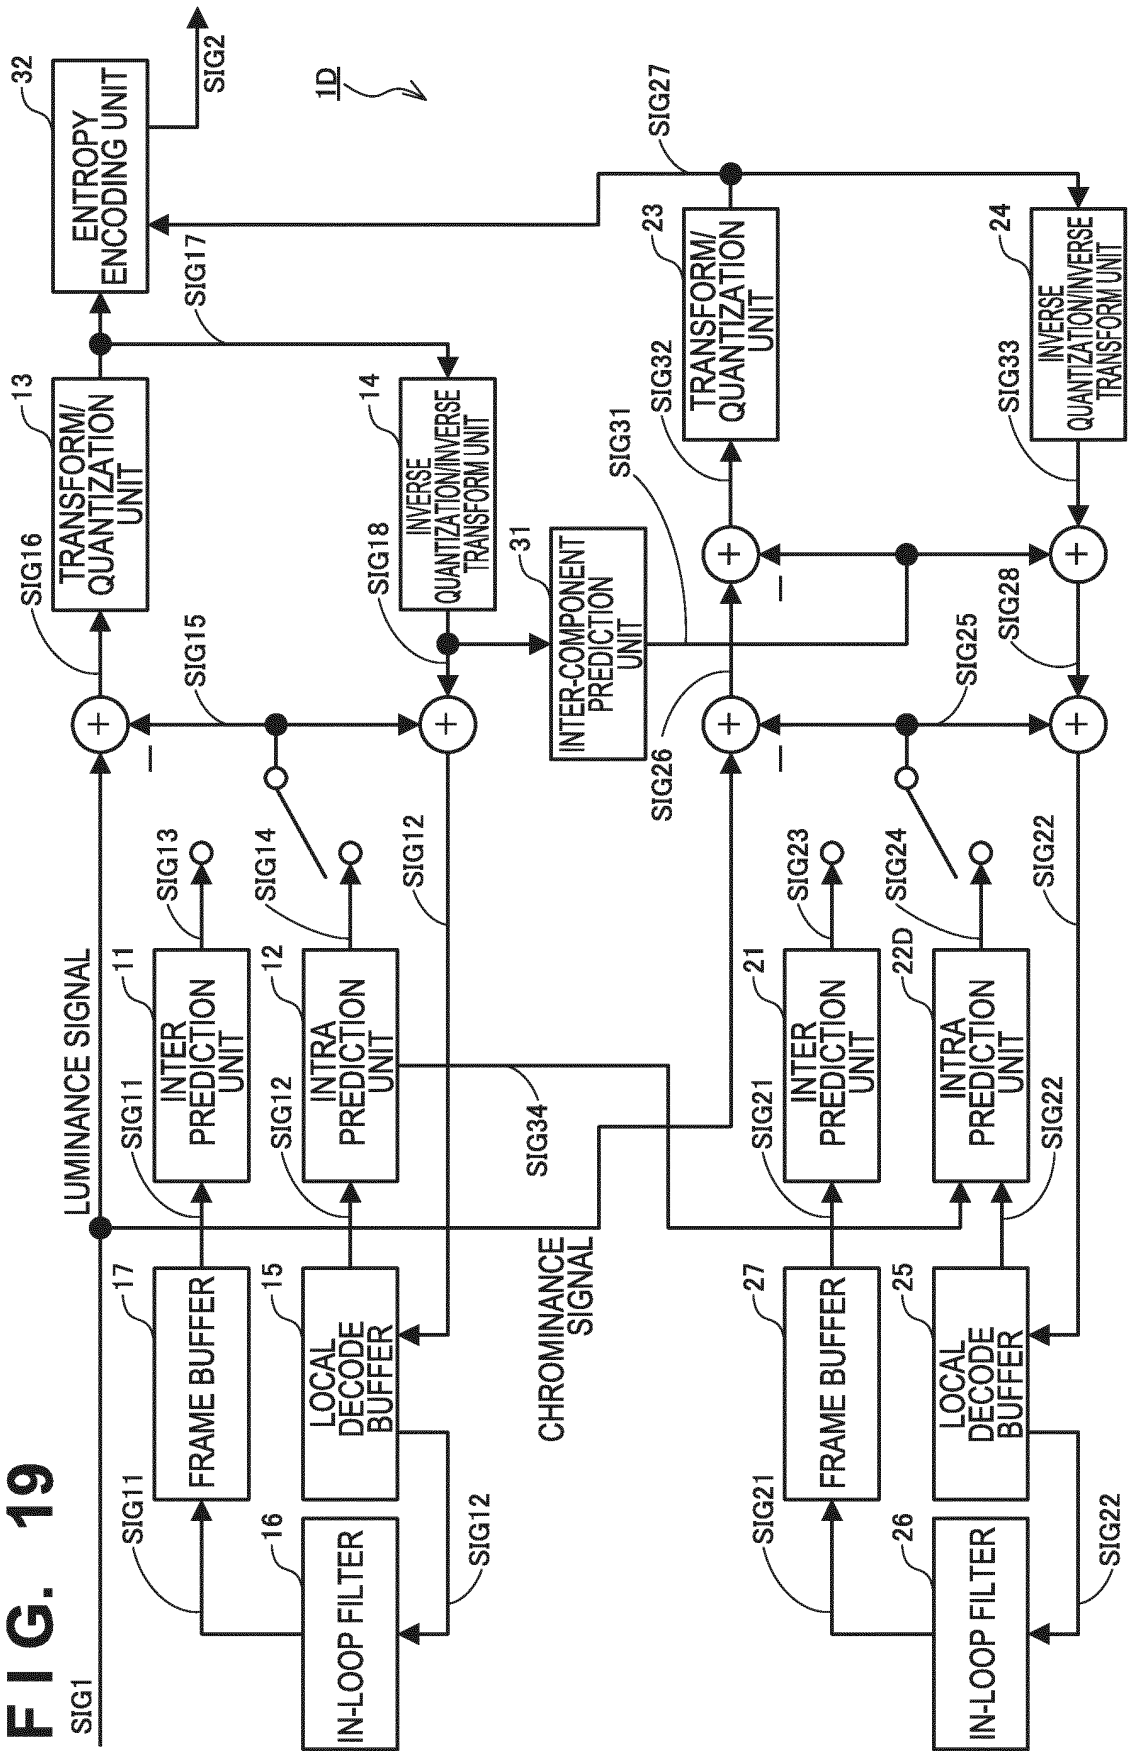 FIG. 19
SIG1
LUMINANCE SIGNAL
SIG16
13
TRANSFORM/
QUANTIZATION
UNIT
32
ENTROPY
ENCODING UNIT
SIG2
1D
SIG11
17
FRAME BUFFER
SIG11
11
INTER
PREDICTION
UNIT
SIG13
SIG15
−
SIG17
16
IN-LOOP FILTER
15
LOCAL
DECODE
BUFFER
SIG12
12
INTRA
PREDICTION
UNIT
SIG14
SIG12
SIG12
SIG18
14
INVERSE
QUANTIZATION/INVERSE
TRANSFORM UNIT
SIG34
CHROMINANCE
SIGNAL
31
INTER-COMPONENT
PREDICTION
UNIT
SIG31
SIG26
SIG32
23
TRANSFORM/
QUANTIZATION
UNIT
SIG27
SIG21
27
FRAME BUFFER
SIG21
21
INTER
PREDICTION
UNIT
SIG23
−
−
SIG25
26
IN-LOOP FILTER
25
LOCAL
DECODE
BUFFER
SIG22
22D
INTRA
PREDICTION
UNIT
SIG24
SIG22
SIG22
SIG28
SIG33
24
INVERSE
QUANTIZATION/INVERSE
TRANSFORM UNIT
+
+
+
+
+
+